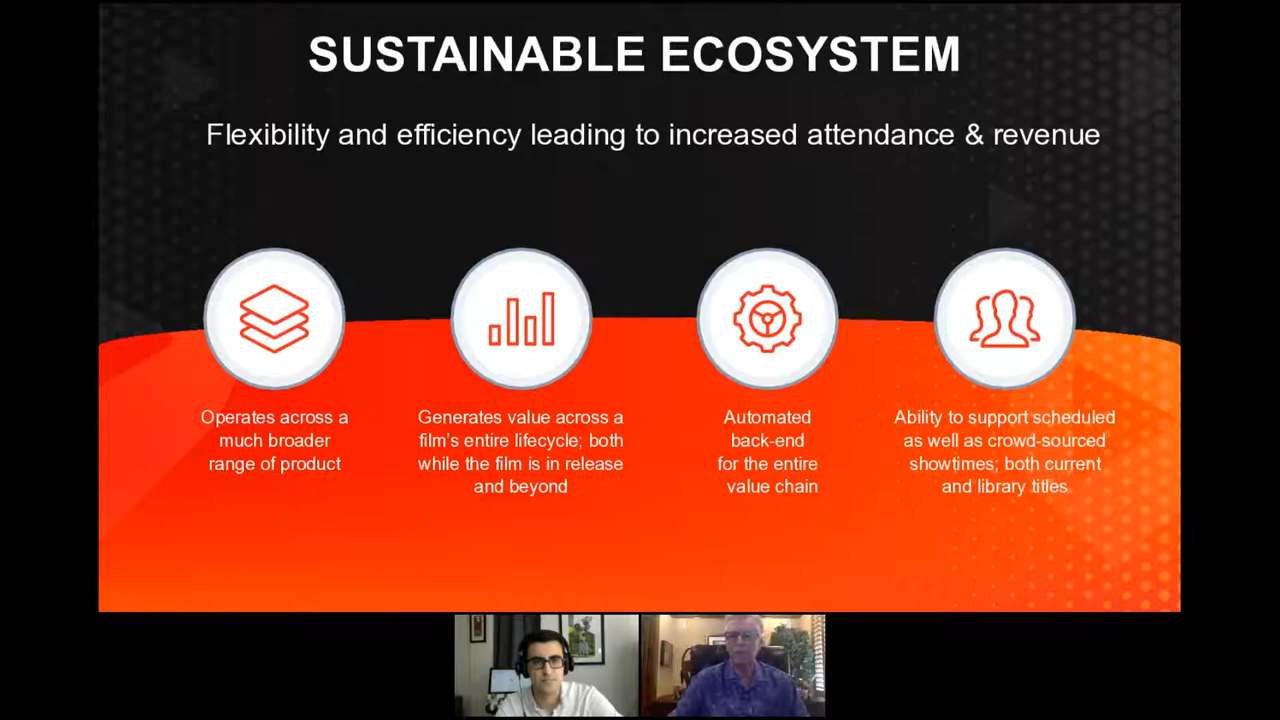 SUSTAINABLE ECOSYSTEM
Flexibility and efficiency leading to increased attendance & revenue
Operates across a
much broader
range of product
Generates value across a
film's entire lifecycle; both
while the film is in release
and beyond
Automated
back-end
for the entire
value chain
Ability to support scheduled
as well as crowd-sourced
showtimes; both current
and library titles